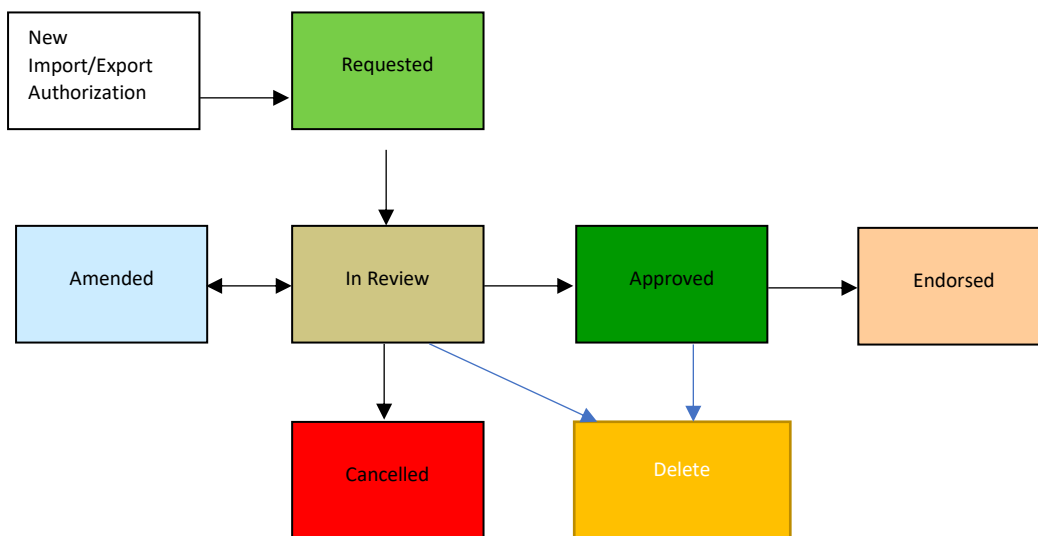 New
Import/Export
Authorization
Requested
Amended
In Review
Approved
Endorsed
Cancelled
Delete